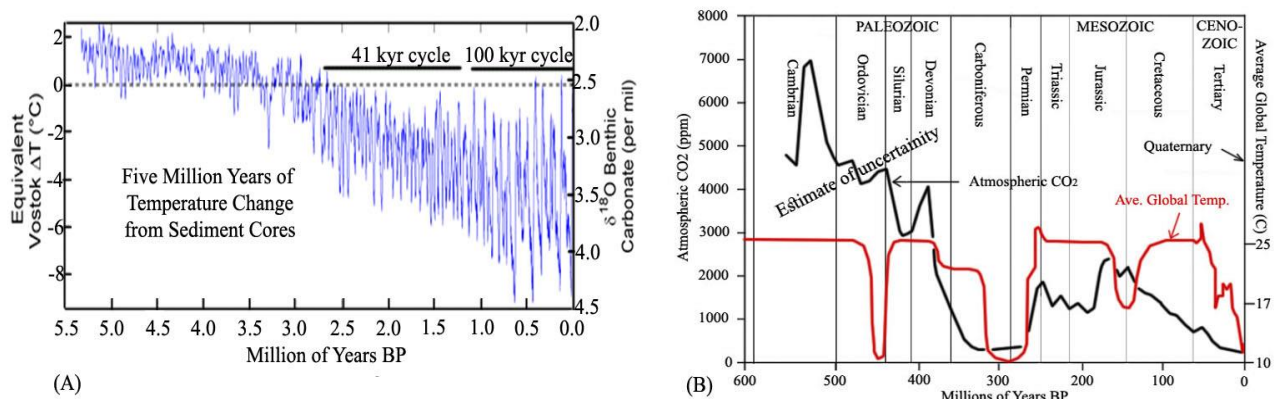 Equivalent
Vostok ΔT (°C)
2
0
-2
-4
-6
-8
41 kyr cycle
100 kyr cycle
Five Million Years of
Temperature Change
from Sediment Cores
2.0
2.5
3.0
3.5
4.0
4.5
δ18O Benthic
Carbonate (per mil)
5.5 5.0 4.5 4.0 3.5 3.0 2.5 2.0 1.5 1.0 0.5 0.0
Million of Years BP
(A)
Atmospheric CO2 (ppm)
8000
7000
6000
5000
4000
3000
2000
1000
0
PALEOZOIC
MESOZOIC
CENO-
ZOIC
Cambrian
Ordovician
Silurian
Devonian
Carboniferous
Permian
Triassic
Jurassic
Cretaceous
Tertiary
Quaternary
Estimate of uncertainity
Atmospheric CO2
Ave. Global Temp.
25
17
10
Average Global
Temperature (C)
600 500 400 300 200 100 0
Millions of Years BP
(B)